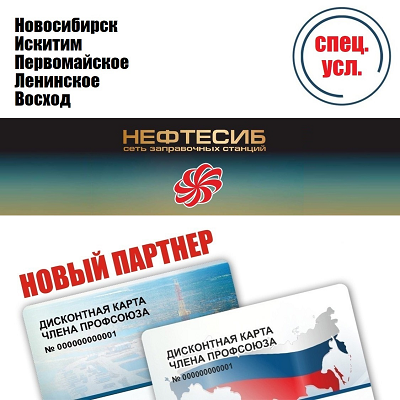 Новосибирск
Искитим
Первомайское
Ленинское
Восход
спец.
усл.
НЕФТЕСИБ
сеть заправочных станций
НОВЫЙ ПАРТНЕР
ДИСКОНТНАЯ КАРТА
ЧЛЕНА ПРОФСОЮЗА
№ 000000000001
ДИСКОНТНАЯ КАРТА
ЧЛЕНА ПРОФСОЮЗА
№ 000000000001